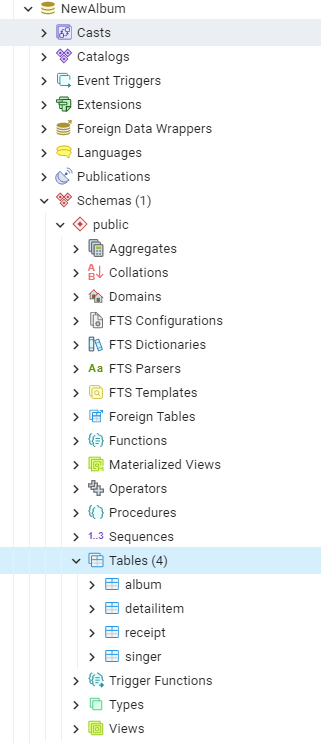 NewAlbum
Casts
Catalogs
Event Triggers
Extensions
Foreign Data Wrappers
Languages
Publications
Schemas (1)
public
Aggregates
A↓B Collations
Domains
FTS Configurations
FTS Dictionaries
Aa FTS Parsers
FTS Templates
Foreign Tables
Functions
Materialized Views
Operators
Procedures
1..3 Sequences
Tables (4)
album
detailitem
receipt
singer
Trigger Functions
Types
Views